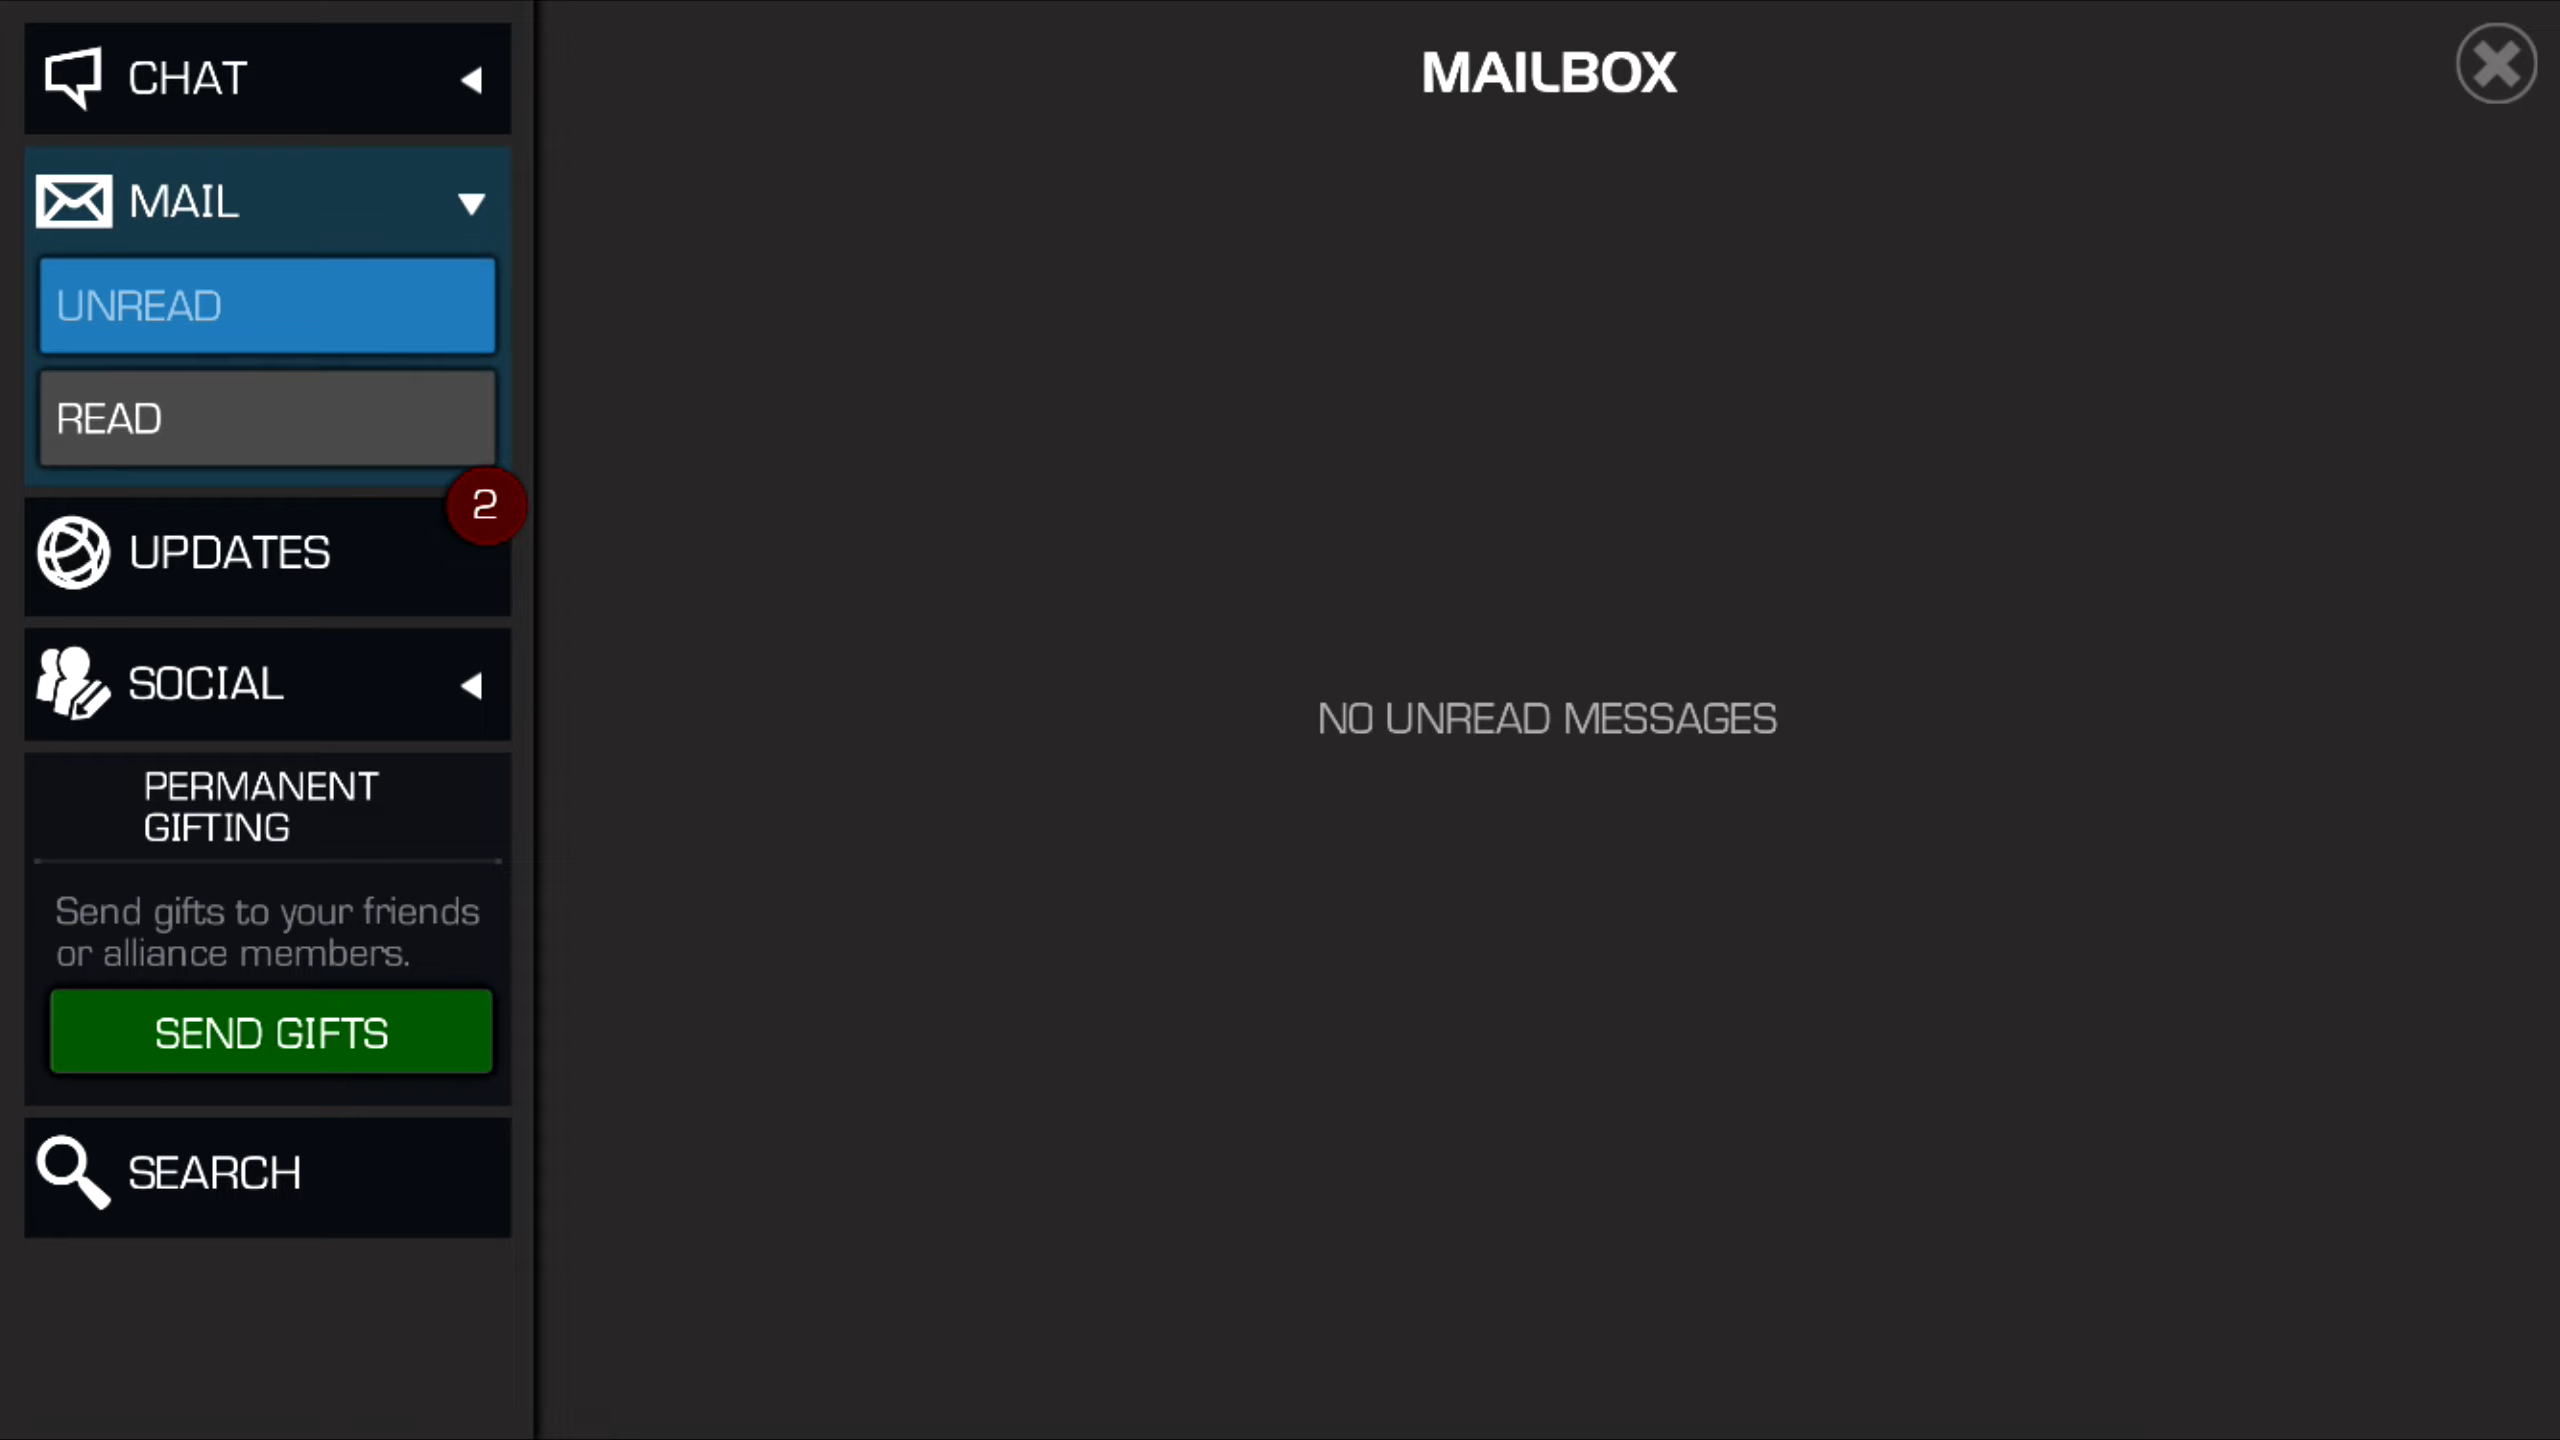 CHAT
MAIL
UNREAD
READ
2
UPDATES
SOCIAL
PERMANENT
GIFTING
Send gifts to your friends
or alliance members.
SEND GIFTS
SEARCH
MAILBOX
NO UNREAD MESSAGES